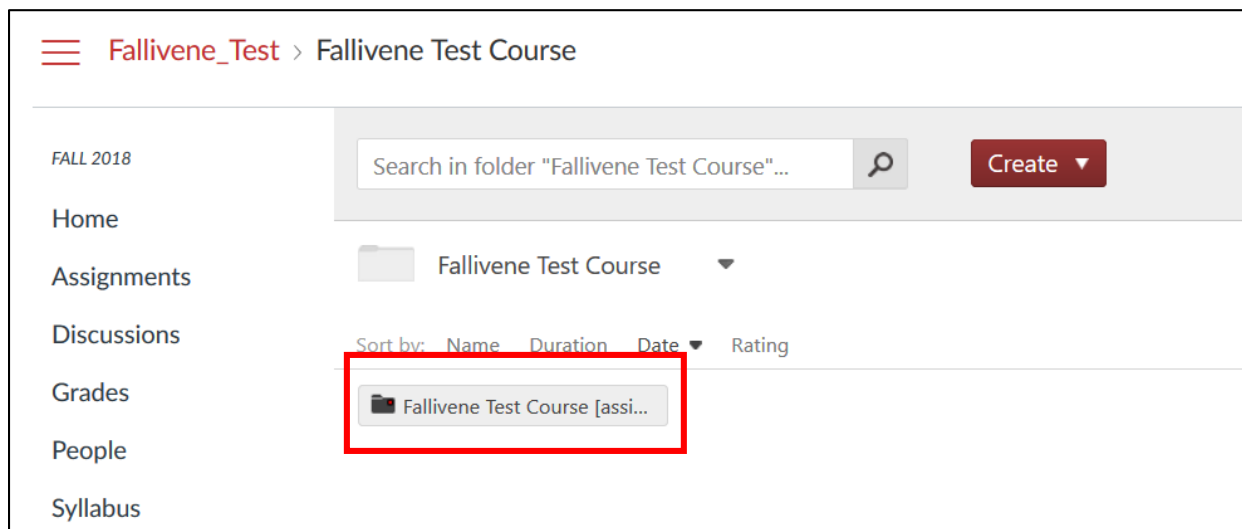 Fallivene_Test > Fallivene Test Course
FALL 2018
Home
Assignments
Discussions
Grades
People
Syllabus
Search in folder "Fallivene Test Course"...
Create
Fallivene Test Course
Sort by: Name Duration Date Rating
Fallivene Test Course [assi...